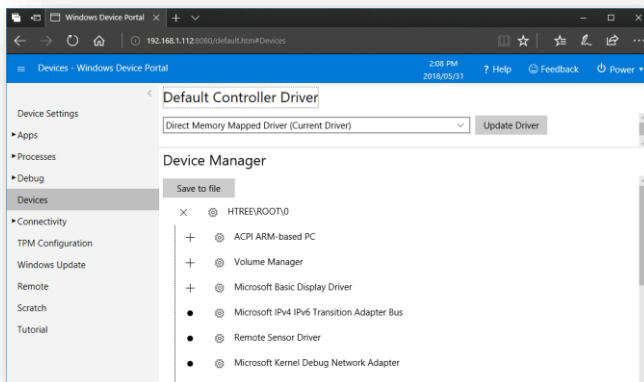 Windows Device Portal
192.168.1.112:8080/default.htm#Devices
Devices - Windows Device Portal
2:08 PM
2018/05/31
? Help
Feedback
Power
Device Settings
Apps
Processes
Debug
Devices
Connectivity
TPM Configuration
Windows Update
Remote
Scratch
Tutorial
Default Controller Driver
Direct Memory Mapped Driver (Current Driver)
Update Driver
Device Manager
Save to file
HTREE\ROOT\0
ACPI ARM-based PC
Volume Manager
Microsoft Basic Display Driver
Microsoft IPv4 IPv6 Transition Adapter Bus
Remote Sensor Driver
Microsoft Kernel Debug Network Adapter